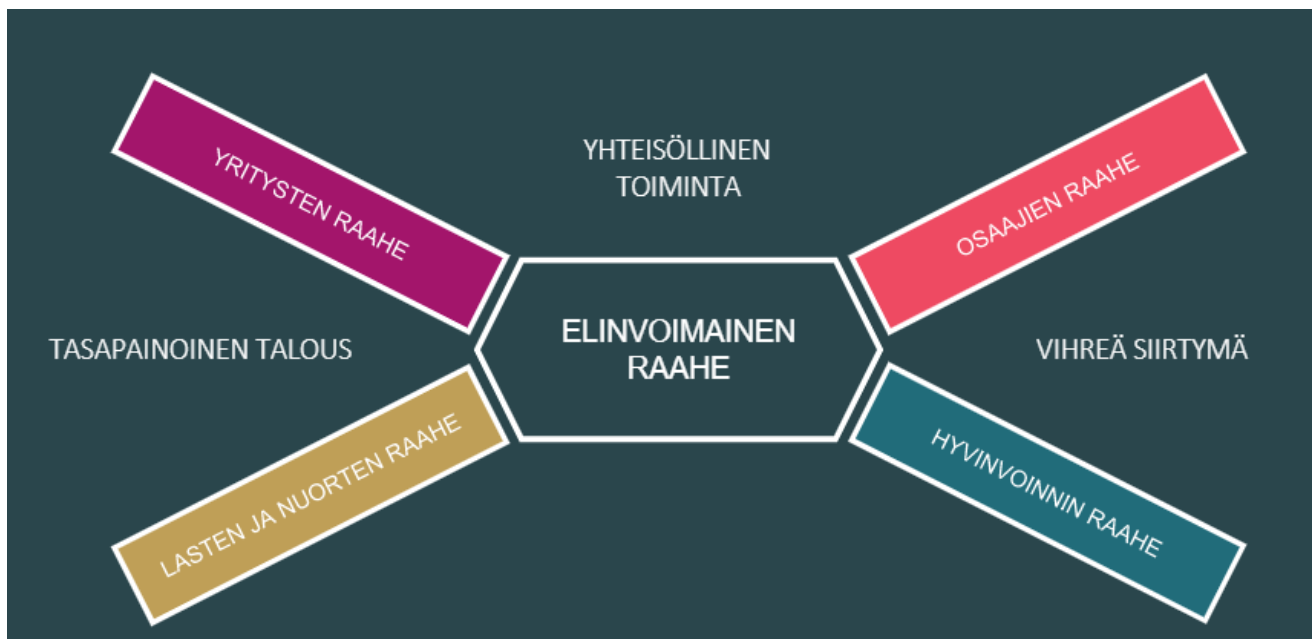 YRITYSTEN RAAHE
YHTEISÖLLINEN
TOIMINTA
OSAAJIEN RAAHE
TASAPAINOINEN TALOUS
ELINVOIMAINEN
RAAHE
VIHREÄ SIIRTYMÄ
LASTEN JA NUORTEN RAAHE
HYVINVOINNIN RAAHE